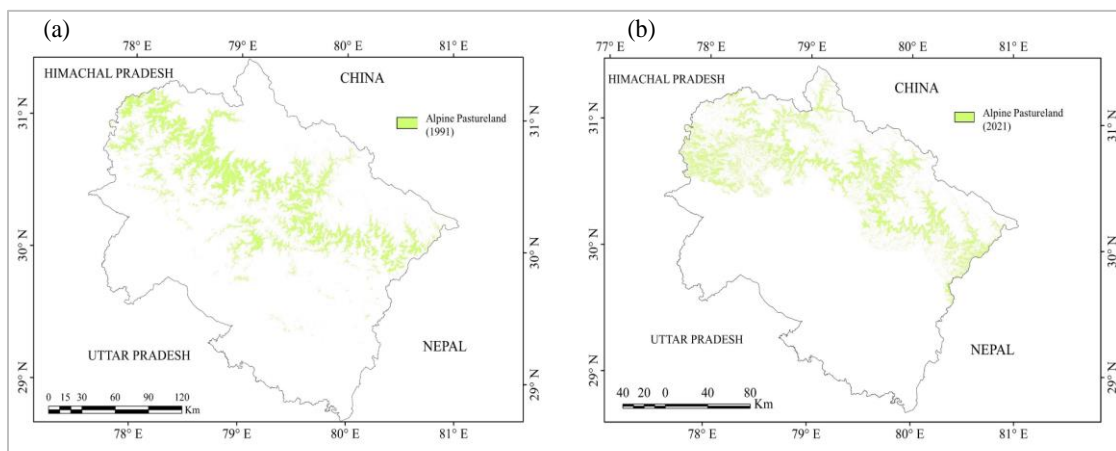 (a)
78° E 79° E 80° E 81° E
HIMACHAL PRADESH
CHINA
Alpine Pastureland
(1991)
31° N
31° N
30° N
30° N
29° N
29° N
UTTAR PRADESH
NEPAL
0 15 30 60 90 120
Km
78° E 79° E 80° E 81° E
(b)
77° E 78° E 79° E 80° E 81° E
HIMACHAL PRADESH
CHINA
Alpine Pastureland
(2021)
31° N
31° N
30° N
30° N
29° N
29° N
UTTAR PRADESH
NEPAL
40 20 0 40 80
Km
78° E 79° E 80° E 81° E